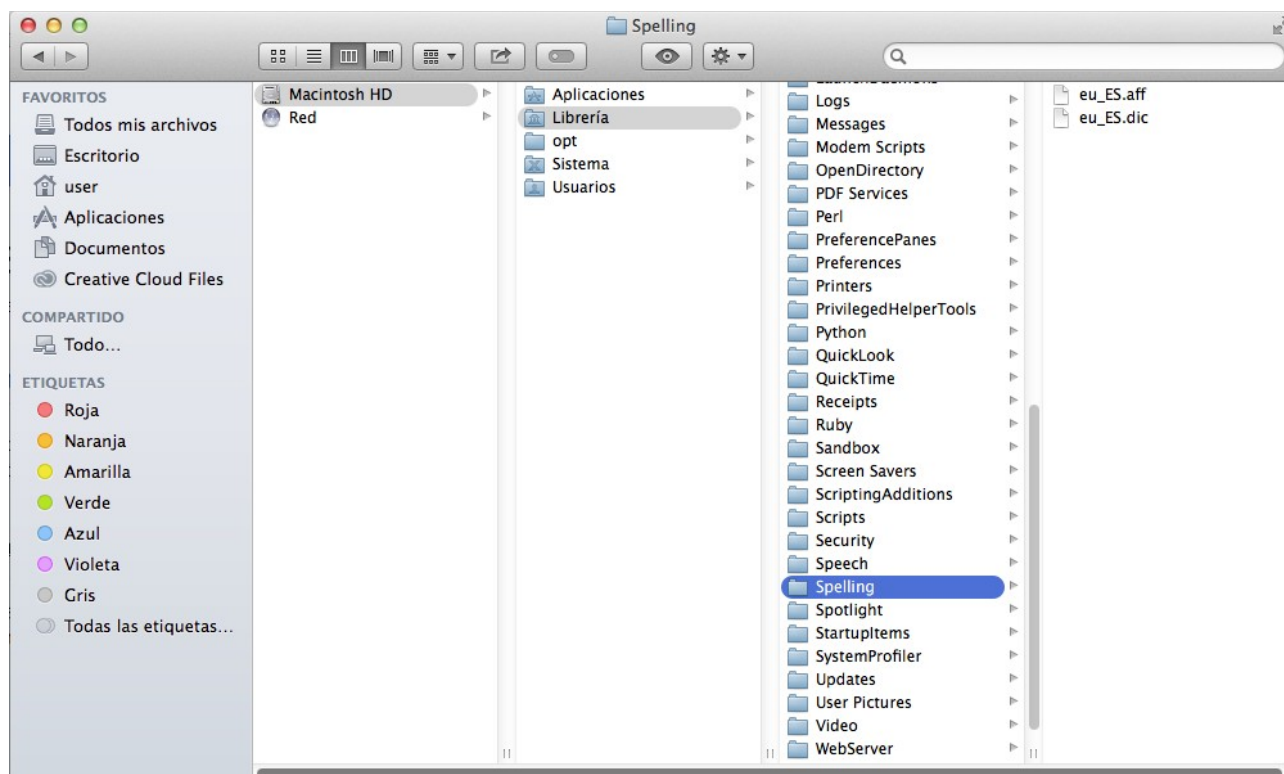 Spelling
FAVORITOS
Todos mis archivos
Escritorio
user
Aplicaciones
Documentos
Creative Cloud Files
COMPARTIDO
Todo...
ETIQUETAS
Roja
Naranja
Amarilla
Verde
Azul
Violeta
Gris
Todas las etiquetas...
Macintosh HD
Red
Aplicaciones
Librería
opt
Sistema
Usuarios
Logs
Messages
Modem Scripts
OpenDirectory
PDF Services
Perl
PreferencePanes
Preferences
Printers
PrivilegedHelperTools
Python
QuickLook
QuickTime
Receipts
Ruby
Sandbox
Screen Savers
ScriptingAdditions
Scripts
Security
Speech
Spelling
Spotlight
StartupItems
SystemProfiler
Updates
User Pictures
Video
WebServer
eu_ES.aff
eu_ES.dic